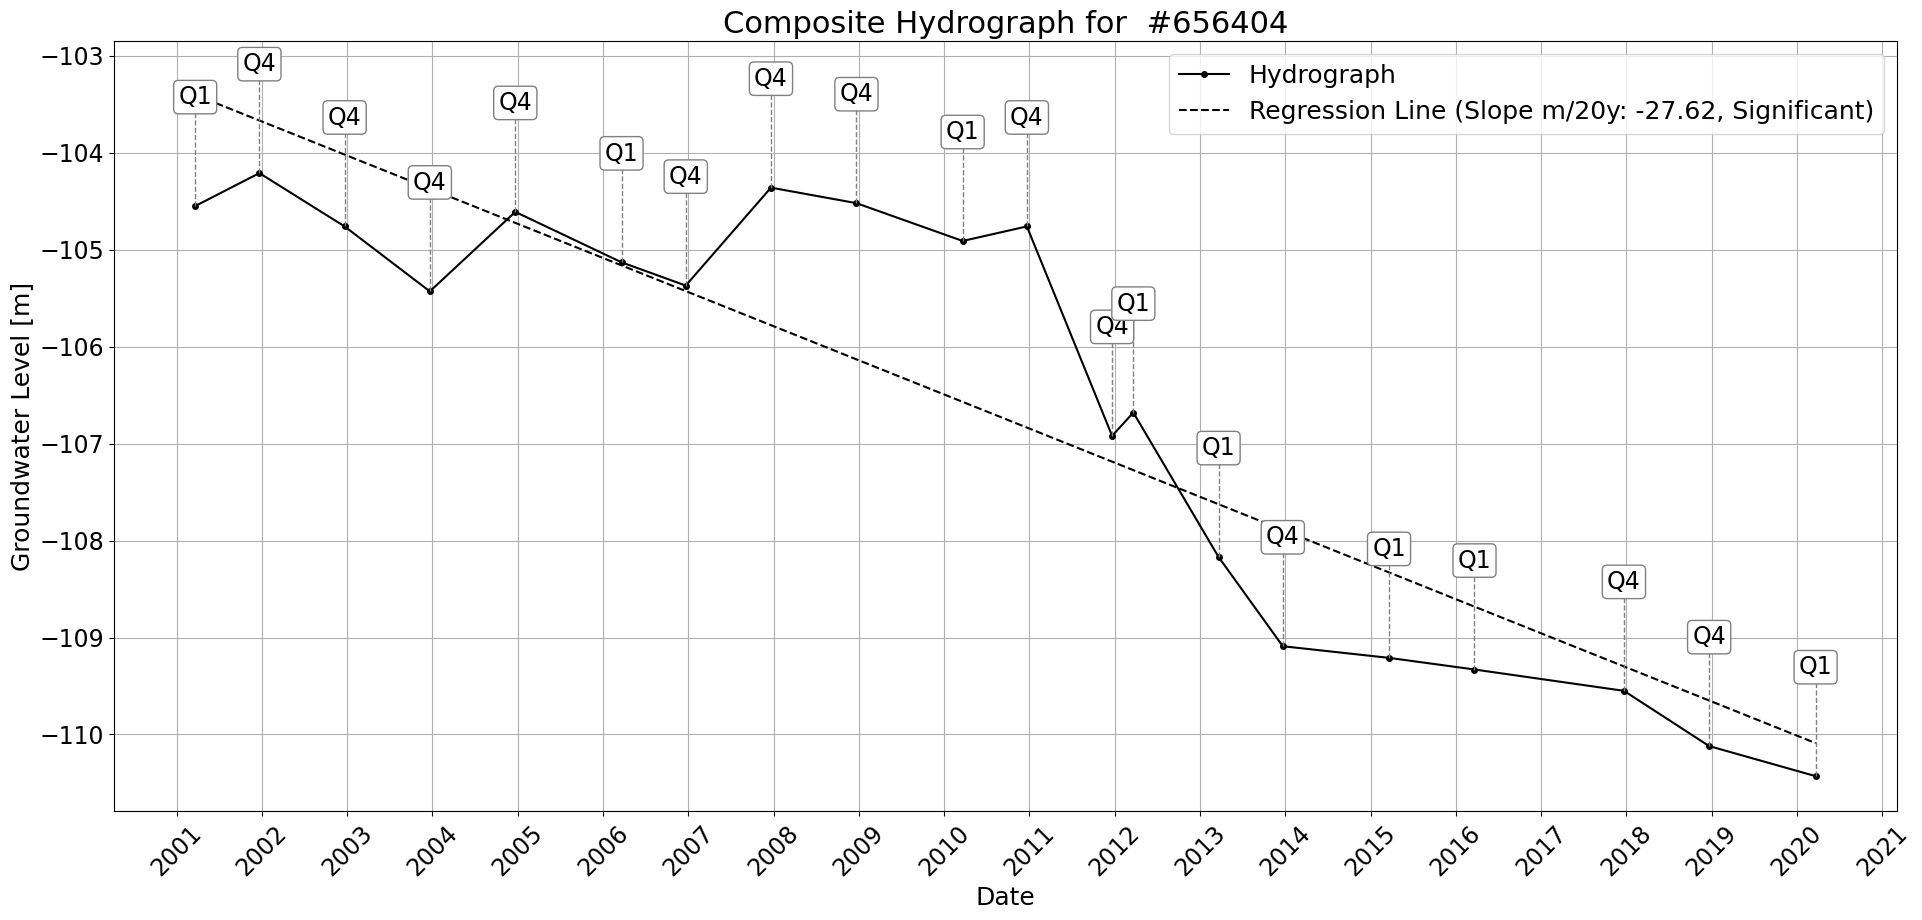 Composite Hydrograph for #656404
Hydrograph
Regression Line (Slope m/20y: -27.62, Significant)
Groundwater Level [m]
−103
−104
−105
−106
−107
−108
−109
−110
Q1
Q4
Q4
Q4
Q4
Q1
Q4
Q4
Q4
Q1
Q4
Q4
Q1
Q1
Q4
Q1
Q1
Q4
Q4
Q1
2001
2002
2003
2004
2005
2006
2007
2008
2009
2010
2011
2012
2013
2014
2015
2016
2017
2018
2019
2020
2021
Date